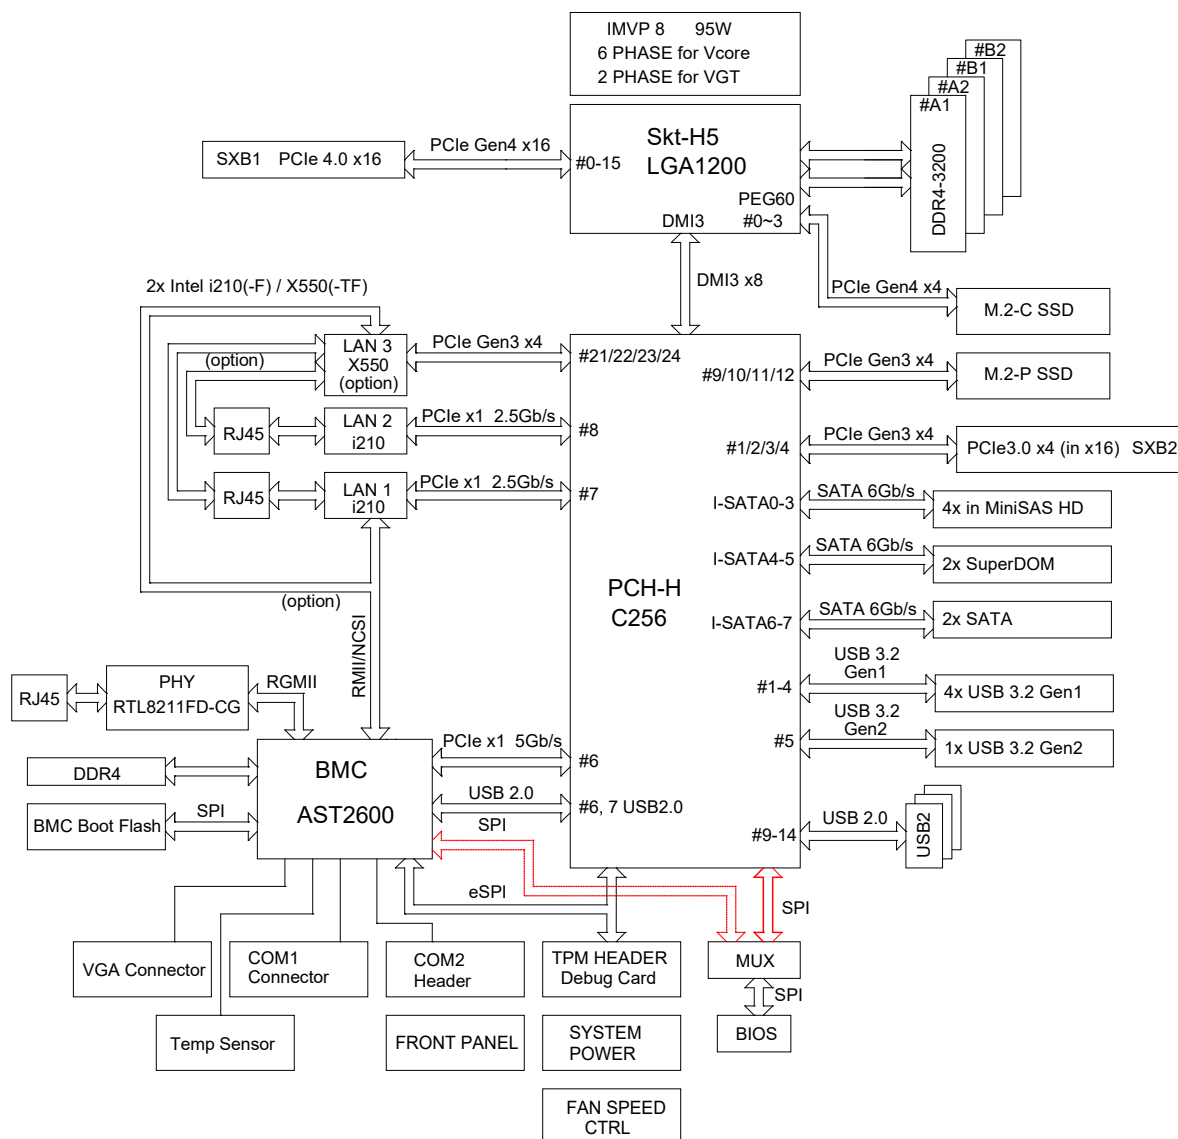 IMVP 8 95W
6 PHASE for Vcore
2 PHASE for VGT
#B2
#B1
#A2
#A1
DDR4-3200
Skt-H5
LGA1200
SXB1 PCIe 4.0 x16
PCIe Gen4 x16
#0-15
PEG60
#0~3
DMI3
DMI3 x8
PCIe Gen4 x4
M.2-C SSD
2x Intel i210(-F) / X550(-TF)
(option)
LAN 3
X550
(option)
PCIe Gen3 x4
#21/22/23/24
#9/10/11/12
PCIe Gen3 x4
M.2-P SSD
RJ45
LAN 2
i210
PCIe x1 2.5Gb/s
#8
#1/2/3/4
PCIe Gen3 x4
PCIe3.0 x4 (in x16) SXB2
RJ45
LAN 1
i210
PCIe x1 2.5Gb/s
#7
I-SATA0-3
SATA 6Gb/s
4x in MiniSAS HD
I-SATA4-5
SATA 6Gb/s
2x SuperDOM
PCH-H
C256
(option)
I-SATA6-7
SATA 6Gb/s
2x SATA
RMII/NCSI
RJ45
PHY
RTL8211FD-CG
RGMII
#1-4
USB 3.2
Gen1
4x USB 3.2 Gen1
#5
USB 3.2
Gen2
1x USB 3.2 Gen2
DDR4
BMC
AST2600
PCIe x1 5Gb/s
#6
BMC Boot Flash
SPI
USB 2.0
#6, 7 USB2.0
#9-14
USB 2.0
USB2
SPI
eSPI
SPI
VGA Connector
COM1
Connector
COM2
Header
TPM HEADER
Debug Card
MUX
SPI
Temp Sensor
FRONT PANEL
SYSTEM
POWER
BIOS
FAN SPEED
CTRL